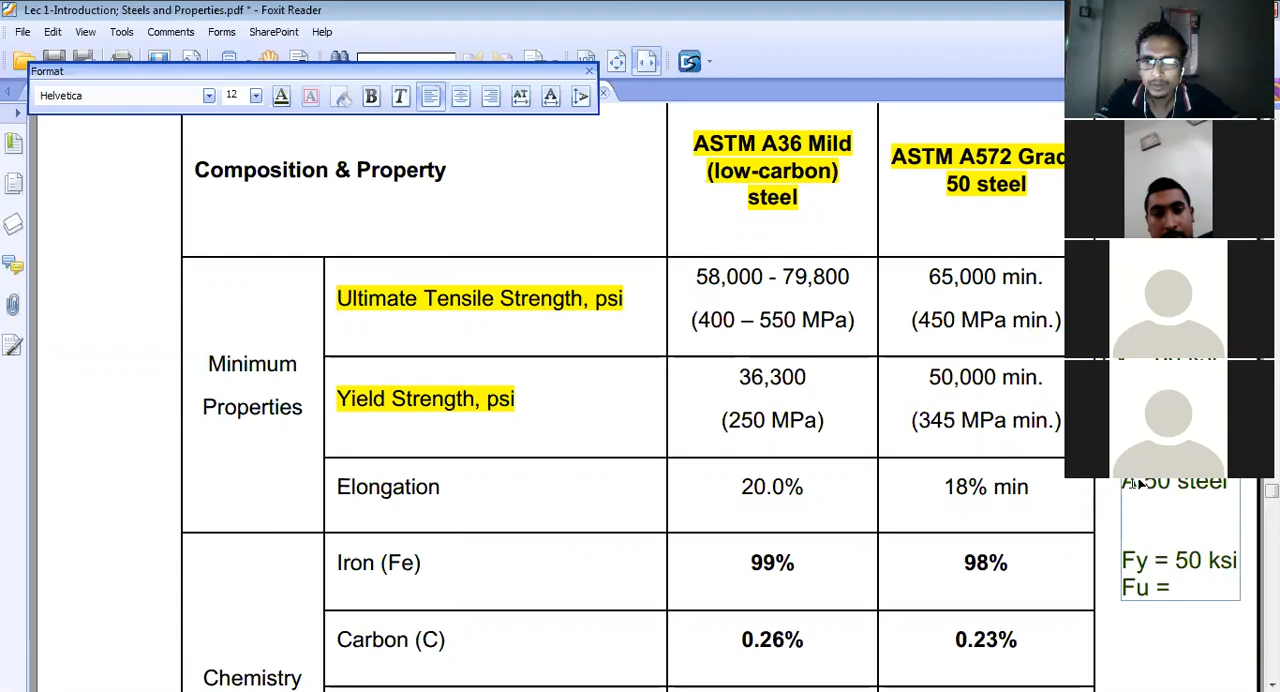 Lec 1-Introduction; Steels and Properties.pdf * - Foxit Reader
File Edit View Tools Comments Forms SharePoint Help
Format
Helvetica 12
Composition & Property
ASTM A36 Mild
(low-carbon)
steel
ASTM A572 Grad
50 steel
Minimum
Properties
Ultimate Tensile Strength, psi
58,000 - 79,800
(400 – 550 MPa)
65,000 min.
(450 MPa min.)
Yield Strength, psi
36,300
(250 MPa)
50,000 min.
(345 MPa min.)
Elongation
20.0%
18% min
Chemistry
Iron (Fe)
99%
98%
Carbon (C)
0.26%
0.23%
A50 steel
Fy = 50 ksi
Fu =